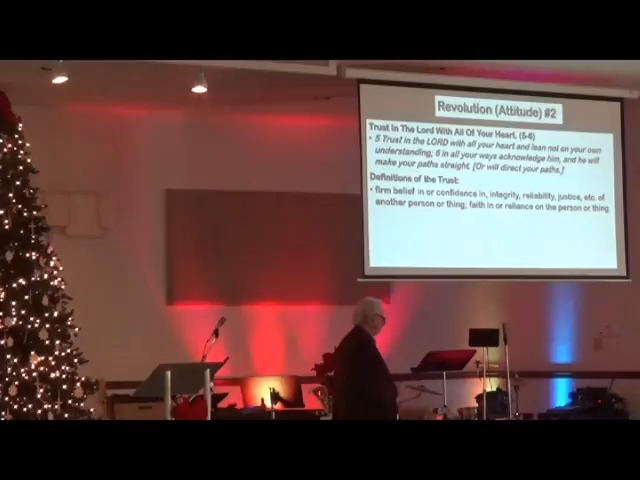 Revolution (Attitude) #2
Trust In The Lord With All Of Your Heart. (5-6)
• 5 Trust in the LORD with all your heart and lean not on your own
understanding; 6 in all your ways acknowledge him, and he will
make your paths straight. [Or will direct your paths.]
Definitions of the Trust:
• firm belief in or confidence in, integrity, reliability, justice, etc. of
another person or thing; faith in or reliance on the person or thing